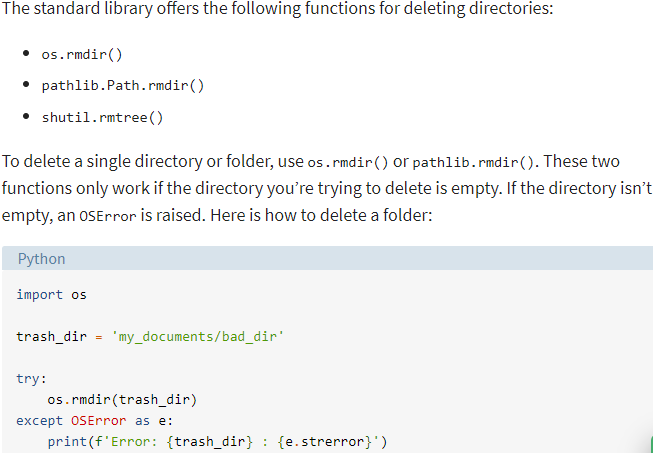 The standard library offers the following functions for deleting directories:
• os.rmdir()
• pathlib.Path.rmdir()
• shutil.rmtree()
To delete a single directory or folder, use os.rmdir() or pathlib.rmdir(). These two
functions only work if the directory you’re trying to delete is empty. If the directory isn’t
empty, an OSError is raised. Here is how to delete a folder:
Python
import os
trash_dir = 'my_documents/bad_dir'
try:
    os.rmdir(trash_dir)
except OSError as e:
    print(f'Error: {trash_dir} : {e.strerror}')